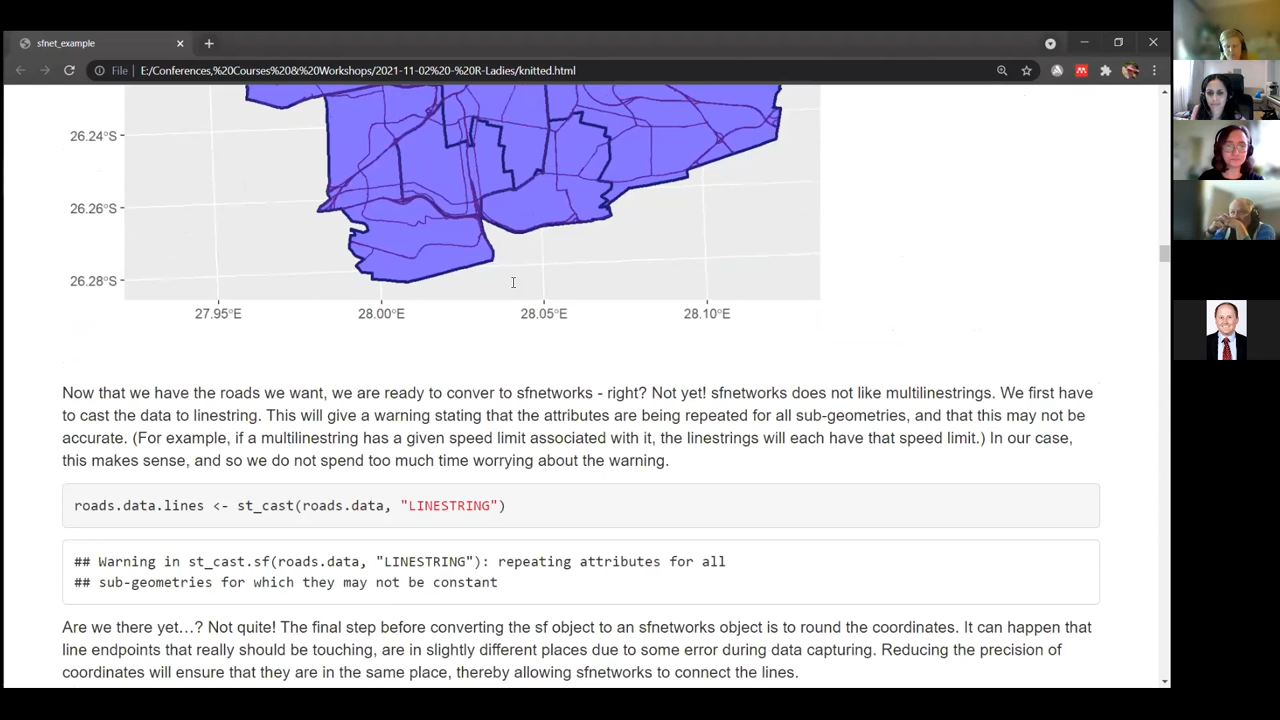 sfnet_example
File
E:/Conferences,%20Courses%20&%20Workshops/2021-11-02%20-%20R-Ladies/knitted.html
26.24°S
26.26°S
26.28°S
27.95°E 28.00°E 28.05°E 28.10°E
Now that we have the roads we want, we are ready to conver to sfnetworks - right? Not yet! sfnetworks does not like multilinestrings. We first have
to cast the data to linestring. This will give a warning stating that the attributes are being repeated for all sub-geometries, and that this may not be
accurate. (For example, if a multilinestring has a given speed limit associated with it, the linestrings will each have that speed limit.) In our case,
this makes sense, and so we do not spend too much time worrying about the warning.
roads.data.lines <- st_cast(roads.data, "LINESTRING")
## Warning in st_cast.sf(roads.data, "LINESTRING"): repeating attributes for all
## sub-geometries for which they may not be constant
Are we there yet…? Not quite! The final step before converting the sf object to an sfnetworks object is to round the coordinates. It can happen that
line endpoints that really should be touching, are in slightly different places due to some error during data capturing. Reducing the precision of
coordinates will ensure that they are in the same place, thereby allowing sfnetworks to connect the lines.